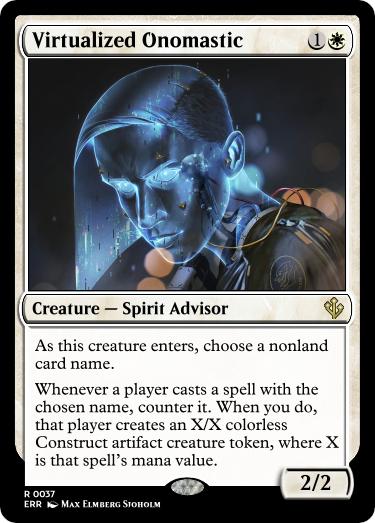 Virtualized Onomastic 1
Creature — Spirit Advisor
As this creature enters, choose a nonland
card name.
Whenever a player casts a spell with the
chosen name, counter it. When you do,
that player creates an X/X colorless
Construct artifact creature token, where X
is that spell's mana value.
2/2
R 0037
ERR Max Elmberg Sjoholm